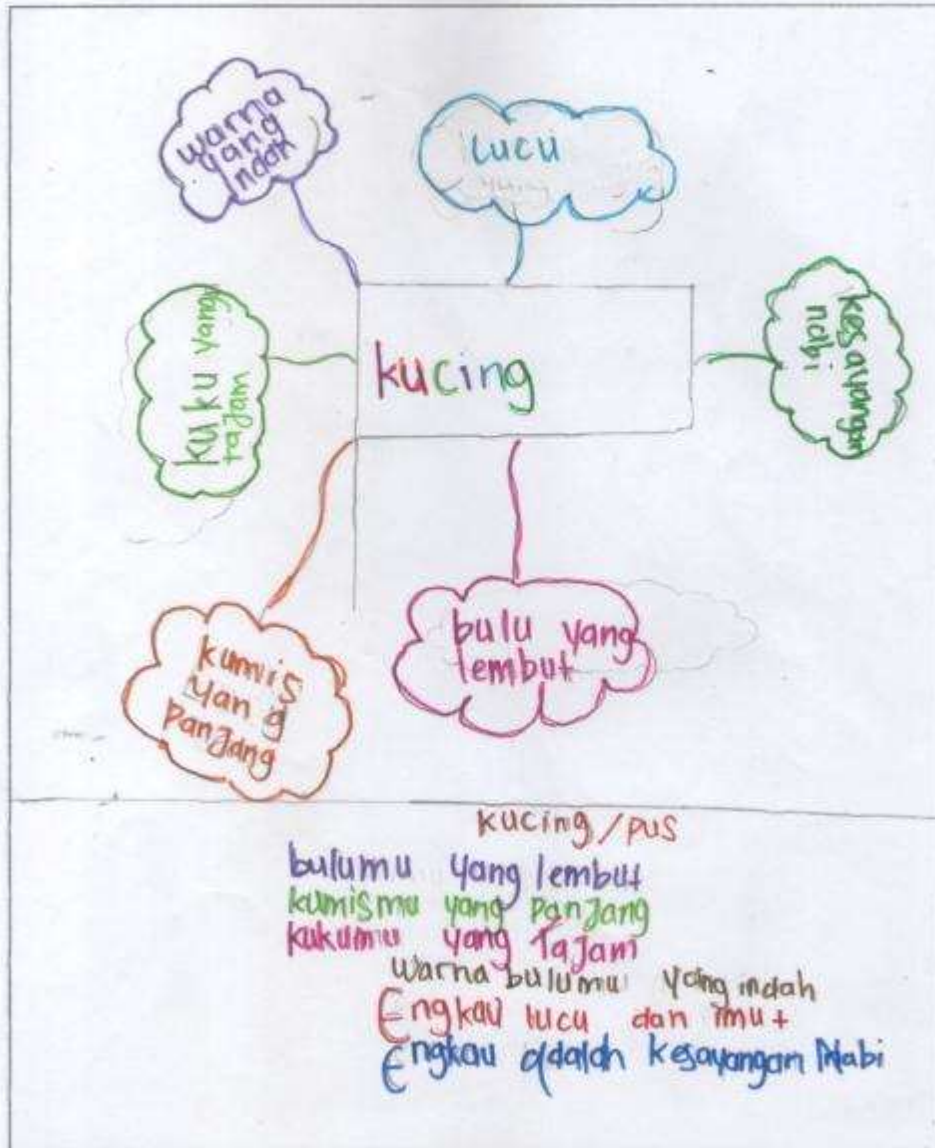 warna
yang
ndah
lucu
kuku yang
tajam
kucing
kesayangan
nabi
kumis
yang
panjang
bulu yang
lembut
kucing/pus
bulumu yang lembut
kumismu yang panjang
kukumu yang Tajam
warna bulumu yang indah
Engkau lucu dan imut
Engkau adalah kesayangan Nabi